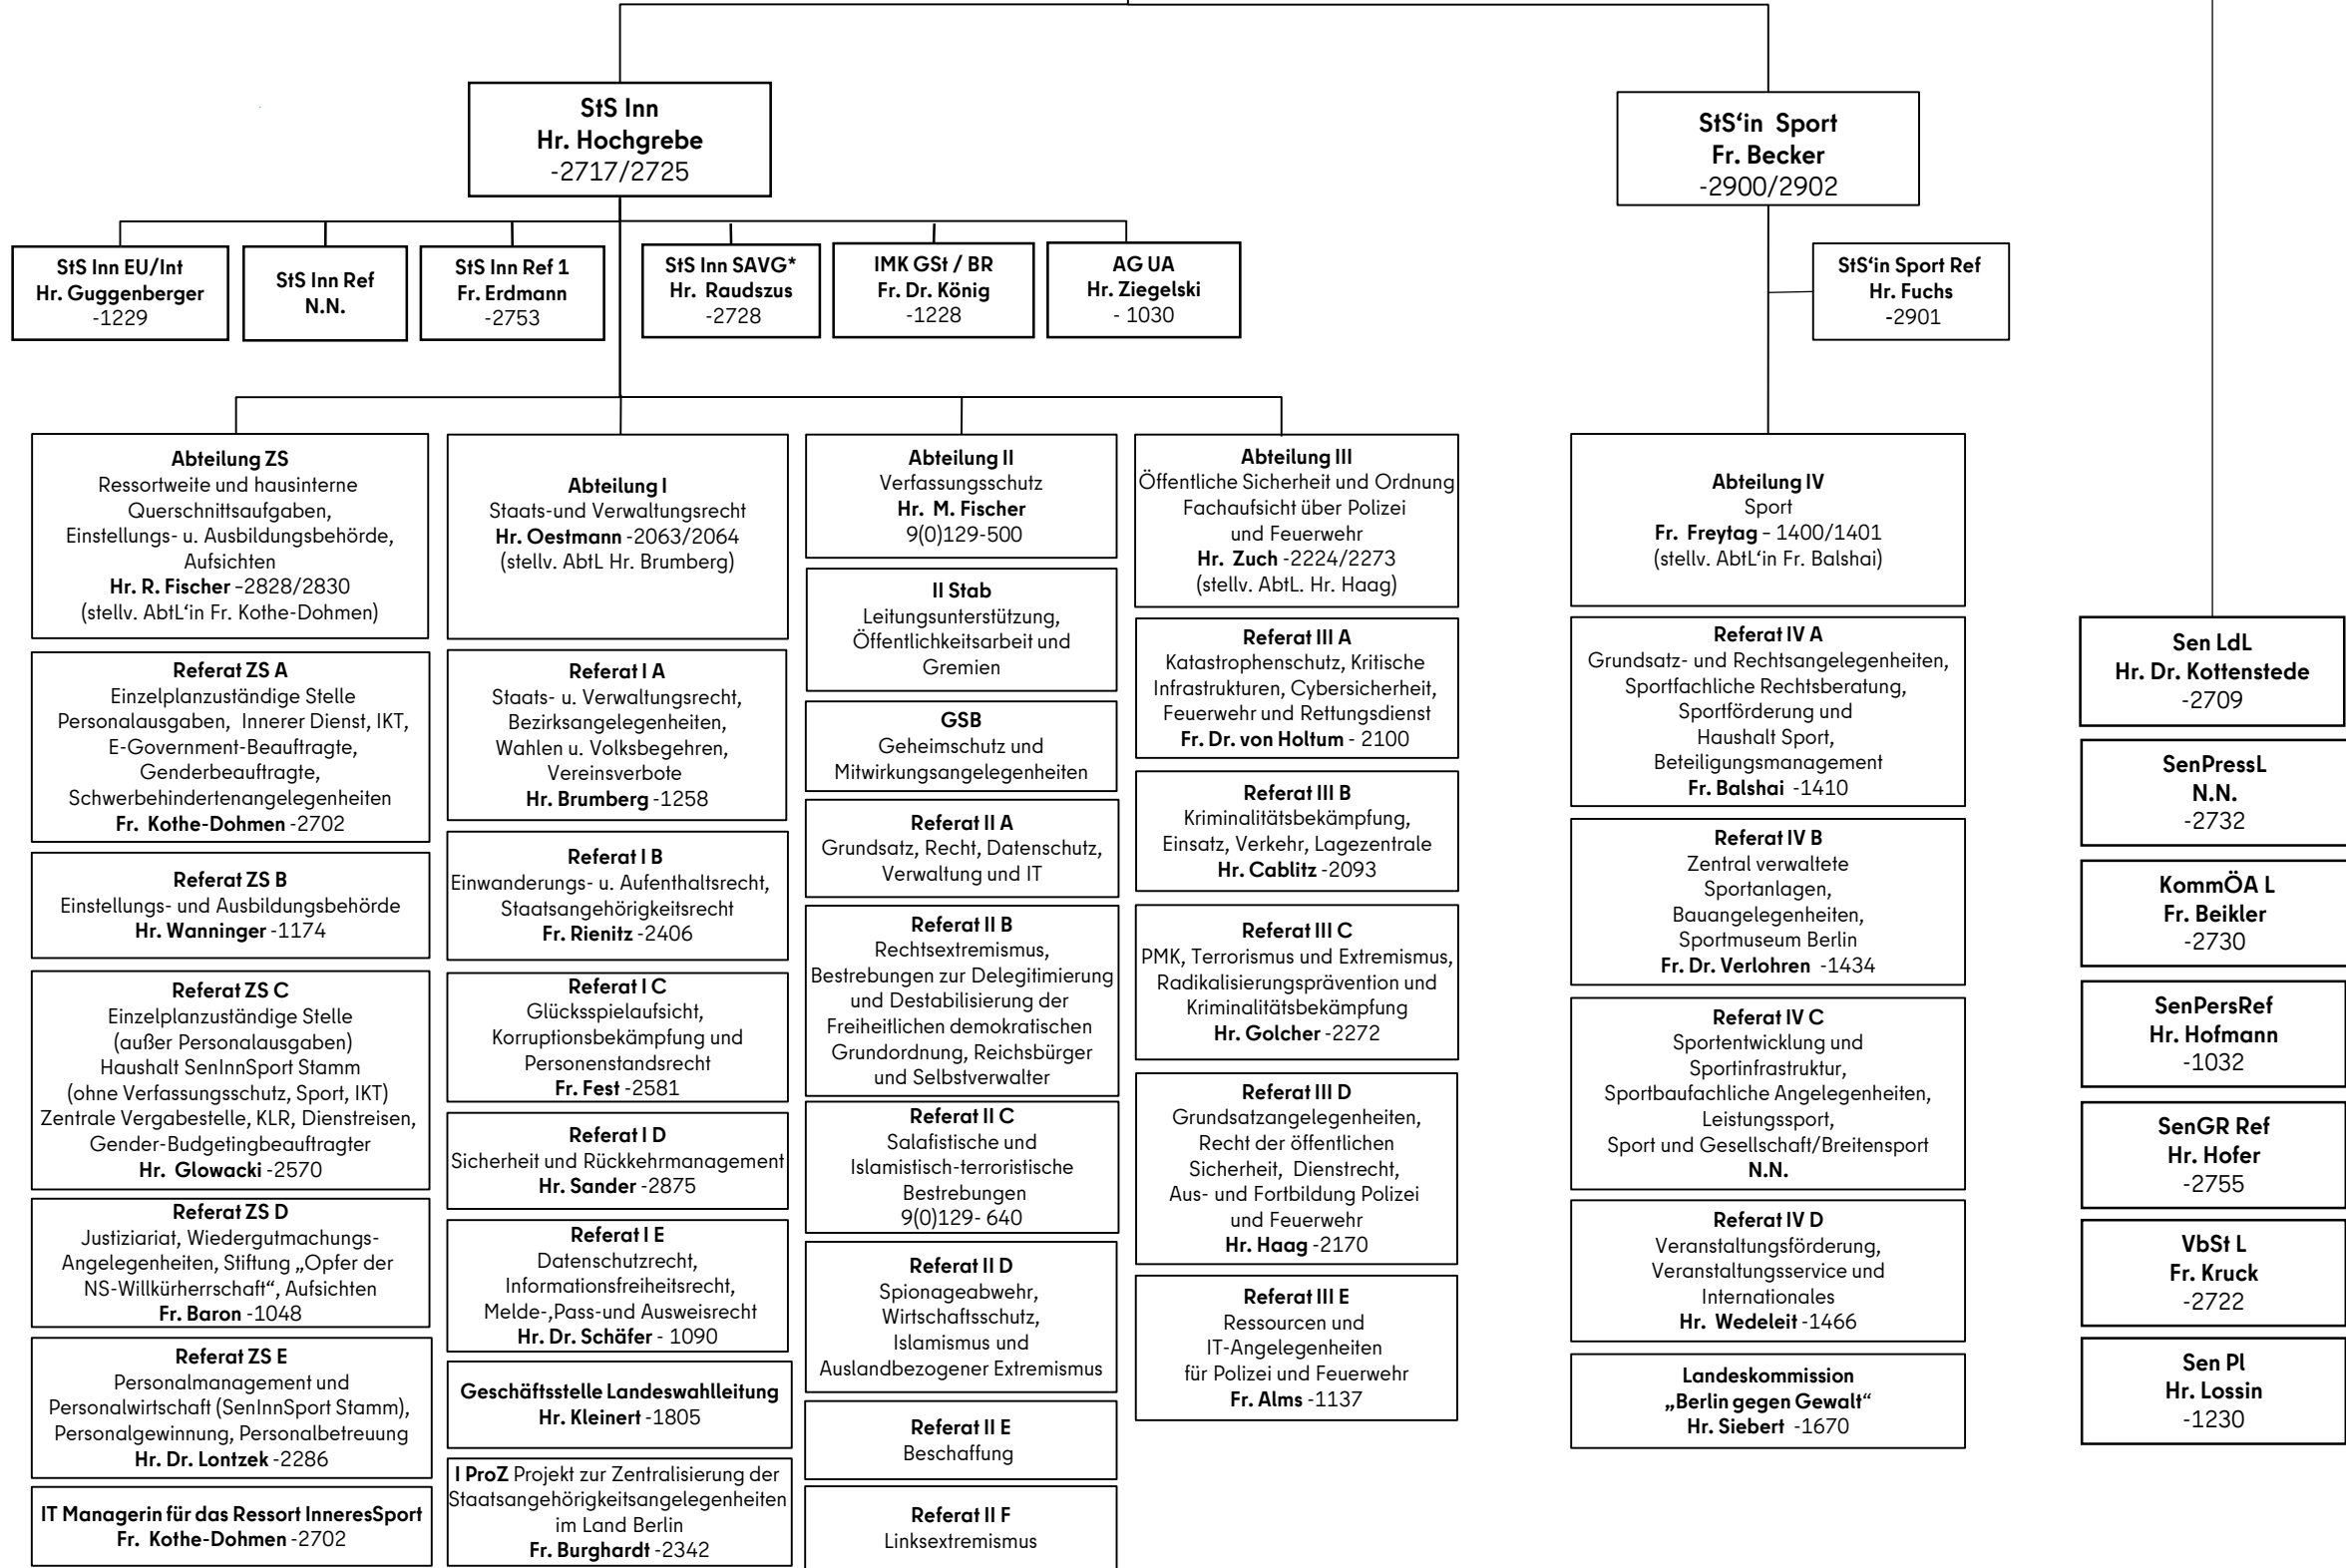 StS Inn
Hr. Hochgrebe
-2717/2725
StS‘in Sport
Fr. Becker
-2900/2902
StS Inn EU/Int
Hr. Guggenberger
-1229
StS Inn Ref
N.N.
StS Inn Ref 1
Fr. Erdmann
-2753
StS Inn SAVG*
Hr. Raudszus
-2728
IMK GSt / BR
Fr. Dr. König
-1228
AG UA
Hr. Ziegelski
- 1030
StS‘in Sport Ref
Hr. Fuchs
-2901
Abteilung ZS
Ressortweite und hausinterne
Querschnittsaufgaben,
Einstellungs- u. Ausbildungsbehörde,
Aufsichten
Hr. R. Fischer -2828/2830
(stellv. AbtL‘in Fr. Kothe-Dohmen)
Referat ZS A
Einzelplanzuständige Stelle
Personalausgaben, Innerer Dienst, IKT,
E-Government-Beauftragte,
Genderbeauftragte,
Schwerbehindertenangelegenheiten
Fr. Kothe-Dohmen -2702
Referat ZS B
Einstellungs- und Ausbildungsbehörde
Hr. Wanninger -1174
Referat ZS C
Einzelplanzuständige Stelle
(außer Personalausgaben)
Haushalt SenInnSport Stamm
(ohne Verfassungsschutz, Sport, IKT)
Zentrale Vergabestelle, KLR, Dienstreisen,
Gender-Budgetingbeauftragter
Hr. Glowacki -2570
Referat ZS D
Justiziariat, Wiedergutmachungs-
Angelegenheiten, Stiftung „Opfer der
NS-Willkürherrschaft“, Aufsichten
Fr. Baron -1048
Referat ZS E
Personalmanagement und
Personalwirtschaft (SenInnSport Stamm),
Personalgewinnung, Personalbetreuung
Hr. Dr. Lontzek -2286
IT Managerin für das Ressort InneresSport
Fr. Kothe-Dohmen -2702
Abteilung I
Staats-und Verwaltungsrecht
Hr. Oestmann -2063/2064
(stellv. AbtL Hr. Brumberg)
Referat I A
Staats- u. Verwaltungsrecht,
Bezirksangelegenheiten,
Wahlen u. Volksbegehren,
Vereinsverbote
Hr. Brumberg -1258
Referat I B
Einwanderungs- u. Aufenthaltsrecht,
Staatsangehörigkeitsrecht
Fr. Rienitz -2406
Referat I C
Glücksspielaufsicht,
Korruptionsbekämpfung und
Personenstandsrecht
Fr. Fest -2581
Referat I D
Sicherheit und Rückkehrmanagement
Hr. Sander -2875
Referat I E
Datenschutzrecht,
Informationsfreiheitsrecht,
Melde-,Pass-und Ausweisrecht
Hr. Dr. Schäfer - 1090
Geschäftsstelle Landeswahlleitung
Hr. Kleinert -1805
I ProZ Projekt zur Zentralisierung der
Staatsangehörigkeitsangelegenheiten
im Land Berlin
Fr. Burghardt -2342
Abteilung II
Verfassungsschutz
Hr. M. Fischer
9(0)129-500
II Stab
Leitungsunterstützung,
Öffentlichkeitsarbeit und
Gremien
GSB
Geheimschutz und
Mitwirkungsangelegenheiten
Referat II A
Grundsatz, Recht, Datenschutz,
Verwaltung und IT
Referat II B
Rechtsextremismus,
Bestrebungen zur Delegitimierung
und Destabilisierung der
Freiheitlichen demokratischen
Grundordnung, Reichsbürger
und Selbstverwalter
Referat II C
Salafistische und
Islamistisch-terroristische
Bestrebungen
9(0)129- 640
Referat II D
Spionageabwehr,
Wirtschaftsschutz,
Islamismus und
Auslandbezogener Extremismus
Referat II E
Beschaffung
Referat II F
Linksextremismus
Abteilung III
Öffentliche Sicherheit und Ordnung
Fachaufsicht über Polizei
und Feuerwehr
Hr. Zuch -2224/2273
(stellv. AbtL. Hr. Haag)
Referat III A
Katastrophenschutz, Kritische
Infrastrukturen, Cybersicherheit,
Feuerwehr und Rettungsdienst
Fr. Dr. von Holtum - 2100
Referat III B
Kriminalitätsbekämpfung,
Einsatz, Verkehr, Lagezentrale
Hr. Cablitz -2093
Referat III C
PMK, Terrorismus und Extremismus,
Radikalisierungsprävention und
Kriminalitätsbekämpfung
Hr. Golcher -2272
Referat III D
Grundsatzangelegenheiten,
Recht der öffentlichen
Sicherheit, Dienstrecht,
Aus- und Fortbildung Polizei
und Feuerwehr
Hr. Haag -2170
Referat III E
Ressourcen und
IT-Angelegenheiten
für Polizei und Feuerwehr
Fr. Alms -1137
Abteilung IV
Sport
Fr. Freytag – 1400/1401
(stellv. AbtL‘in Fr. Balshai)
Referat IV A
Grundsatz- und Rechtsangelegenheiten,
Sportfachliche Rechtsberatung,
Sportförderung und
Haushalt Sport,
Beteiligungsmanagement
Fr. Balshai -1410
Referat IV B
Zentral verwaltete
Sportanlagen,
Bauangelegenheiten,
Sportmuseum Berlin
Fr. Dr. Verlohren -1434
Referat IV C
Sportentwicklung und
Sportinfrastruktur,
Sportbaufachliche Angelegenheiten,
Leistungssport,
Sport und Gesellschaft/Breitensport
N.N.
Referat IV D
Veranstaltungsförderung,
Veranstaltungsservice und
Internationales
Hr. Wedeleit -1466
Landeskommission
„Berlin gegen Gewalt“
Hr. Siebert -1670
Sen LdL
Hr. Dr. Kottenstede
-2709
SenPressL
N.N.
-2732
KommÖA L
Fr. Beikler
-2730
SenPersRef
Hr. Hofmann
-1032
SenGR Ref
Hr. Hofer
-2755
VbSt L
Fr. Kruck
-2722
Sen Pl
Hr. Lossin
-1230